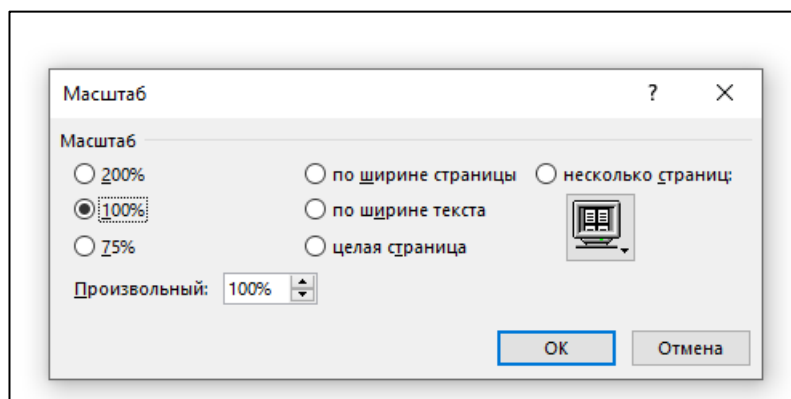 Масштаб
?
Масштаб
200% по ширине страницы несколько страниц:
100% по ширине текста
75% целая страница
Произвольный: 100%
ОК Отмена